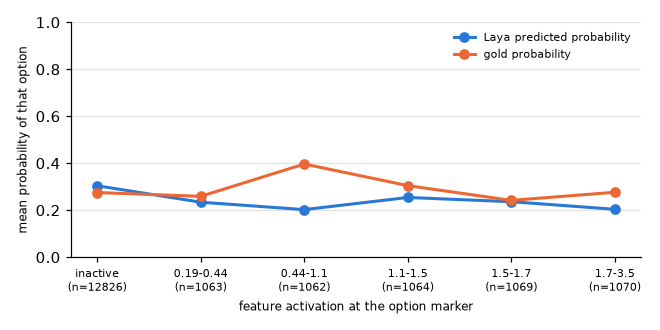 1.0
0.8
0.6
0.4
0.2
0.0
mean probability of that option
Laya predicted probability
gold probability
inactive
(n=12826)
0.19-0.44
(n=1063)
0.44-1.1
(n=1062)
1.1-1.5
(n=1064)
1.5-1.7
(n=1069)
1.7-3.5
(n=1070)
feature activation at the option marker